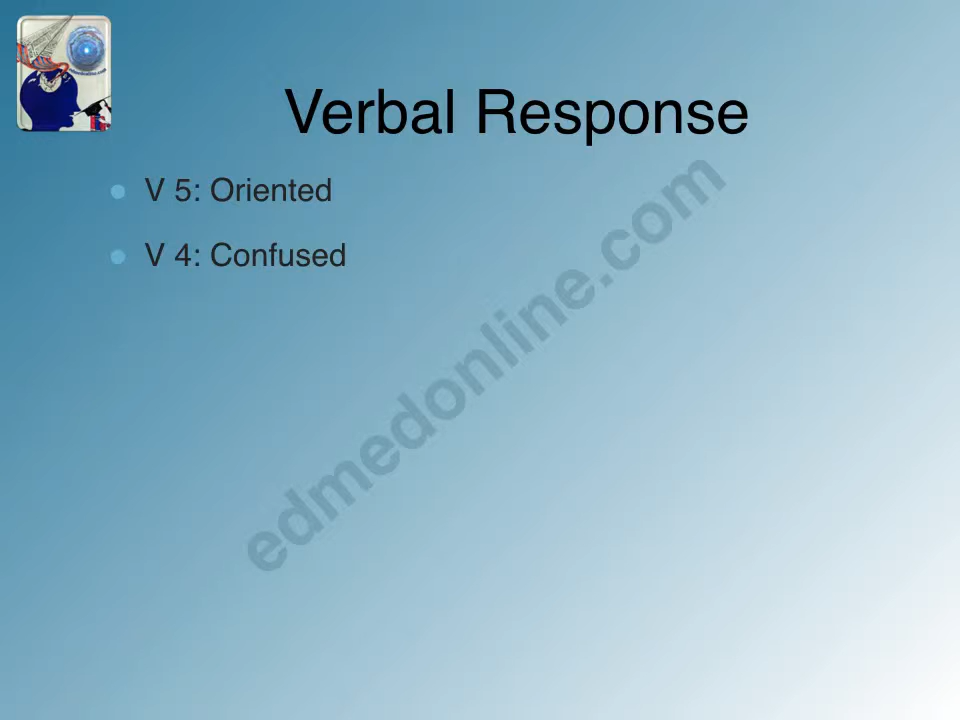 Verbal Response
V 5: Oriented
V 4: Confused
edmedonline.com